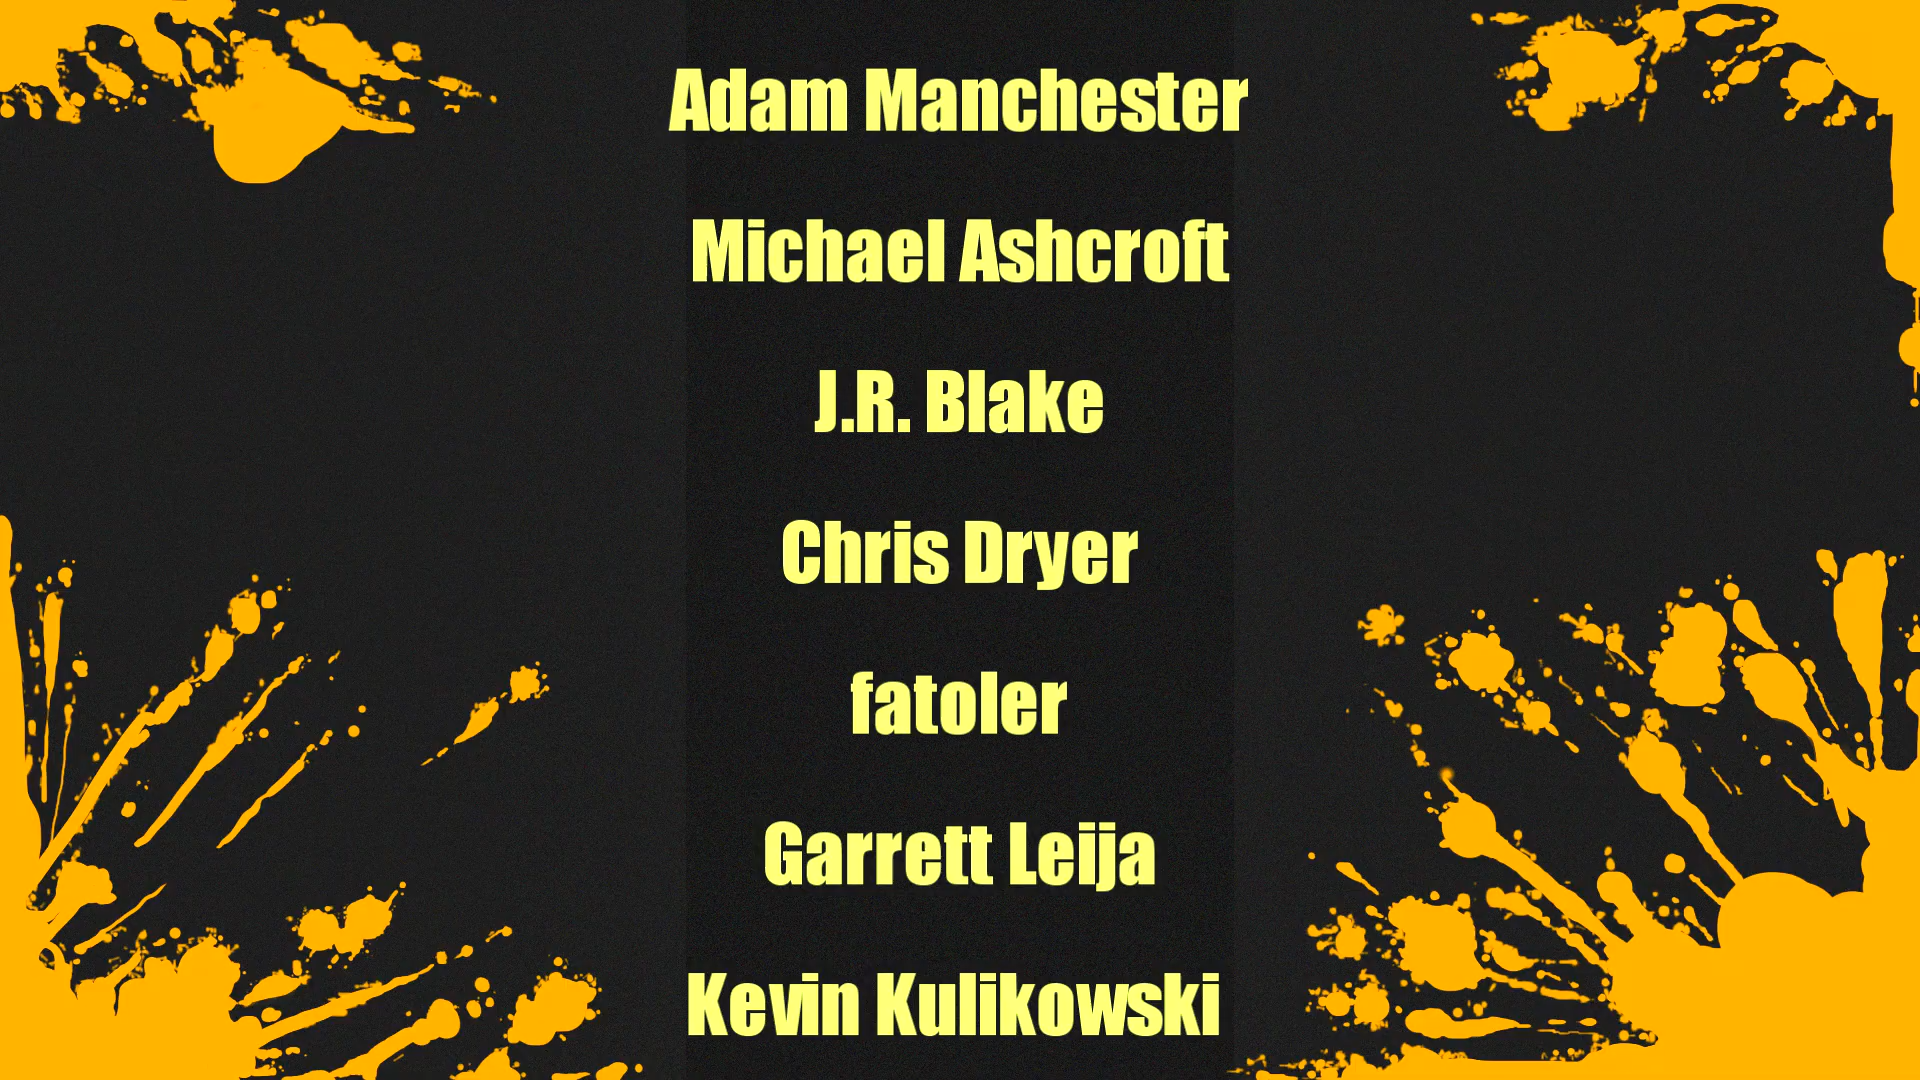 Adam Manchester
Michael Ashcroft
J.R. Blake
Chris Dryer
fatoler
Garrett Leija
Kevin Kulikowski